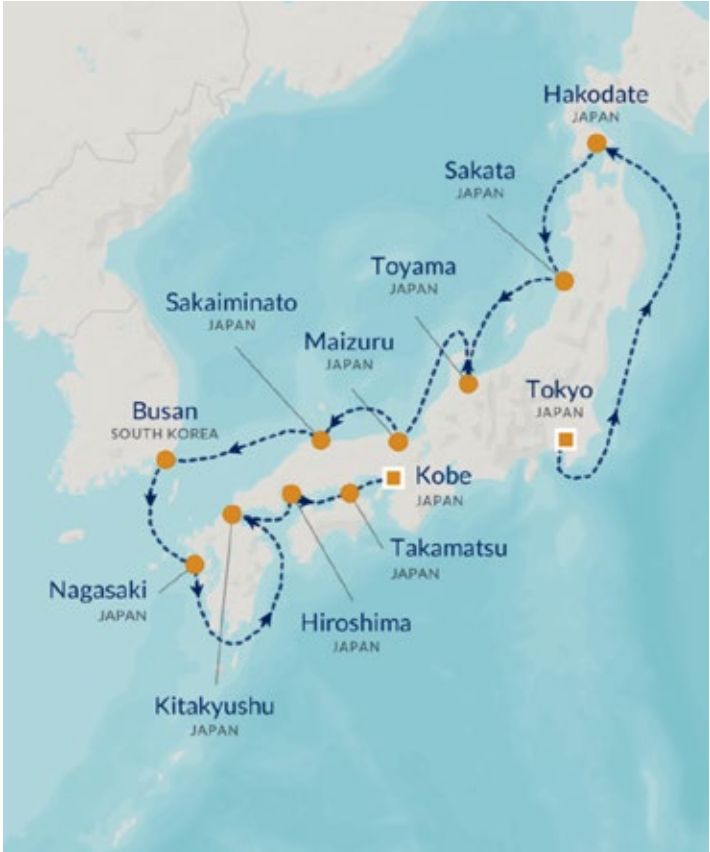 Hakodate
JAPAN
Sakata
JAPAN
Toyama
JAPAN
Sakaiminato
JAPAN
Maizuru
JAPAN
Tokyo
JAPAN
Busan
SOUTH KOREA
Kobe
JAPAN
Takamatsu
JAPAN
Nagasaki
JAPAN
Hiroshima
JAPAN
Kitakyushu
JAPAN